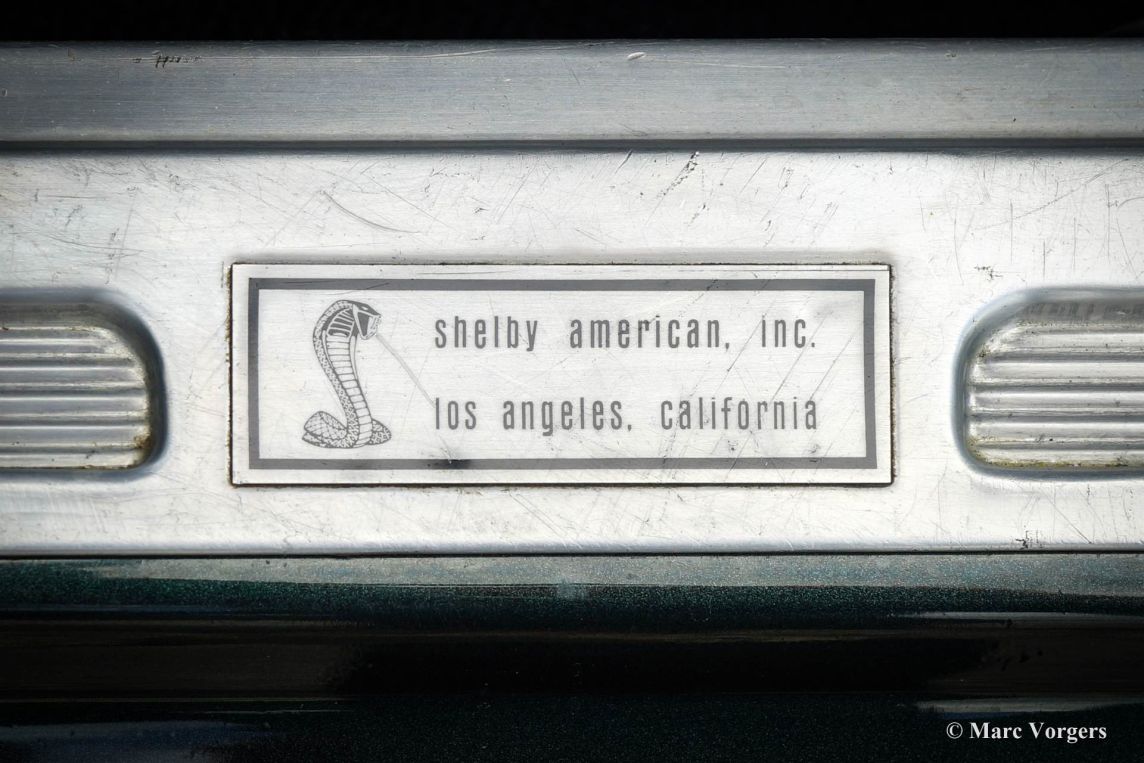 shelby american, inc.
los angeles, california
© Marc Vorgers